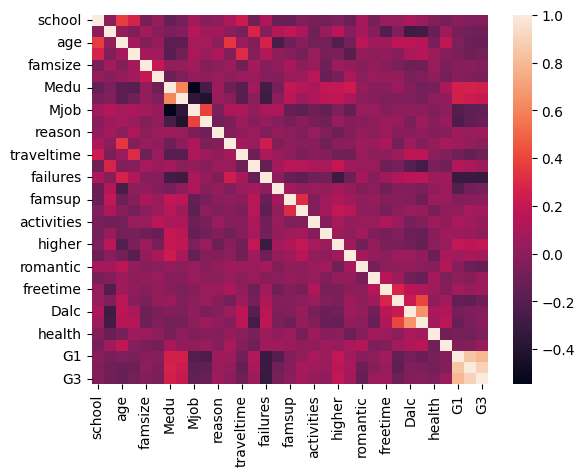 school
age
famsize
Medu
Mjob
reason
traveltime
failures
famsup
activities
higher
romantic
freetime
Dalc
health
G1
G3
school
age
famsize
Medu
Mjob
reason
traveltime
failures
famsup
activities
higher
romantic
freetime
Dalc
health
G1
G3
1.0
0.8
0.6
0.4
0.2
0.0
−0.2
−0.4